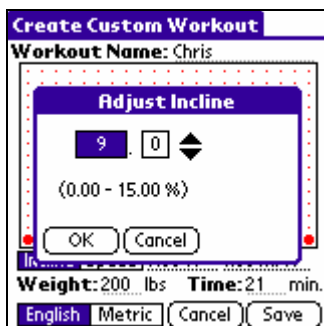 Create Custom Workout
Workout Name: Chris
Adjust Incline
9 . 0
(0.00 - 15.00 %)
OK Cancel
Weight: 200 lbs Time: 21 min.
English Metric Cancel Save